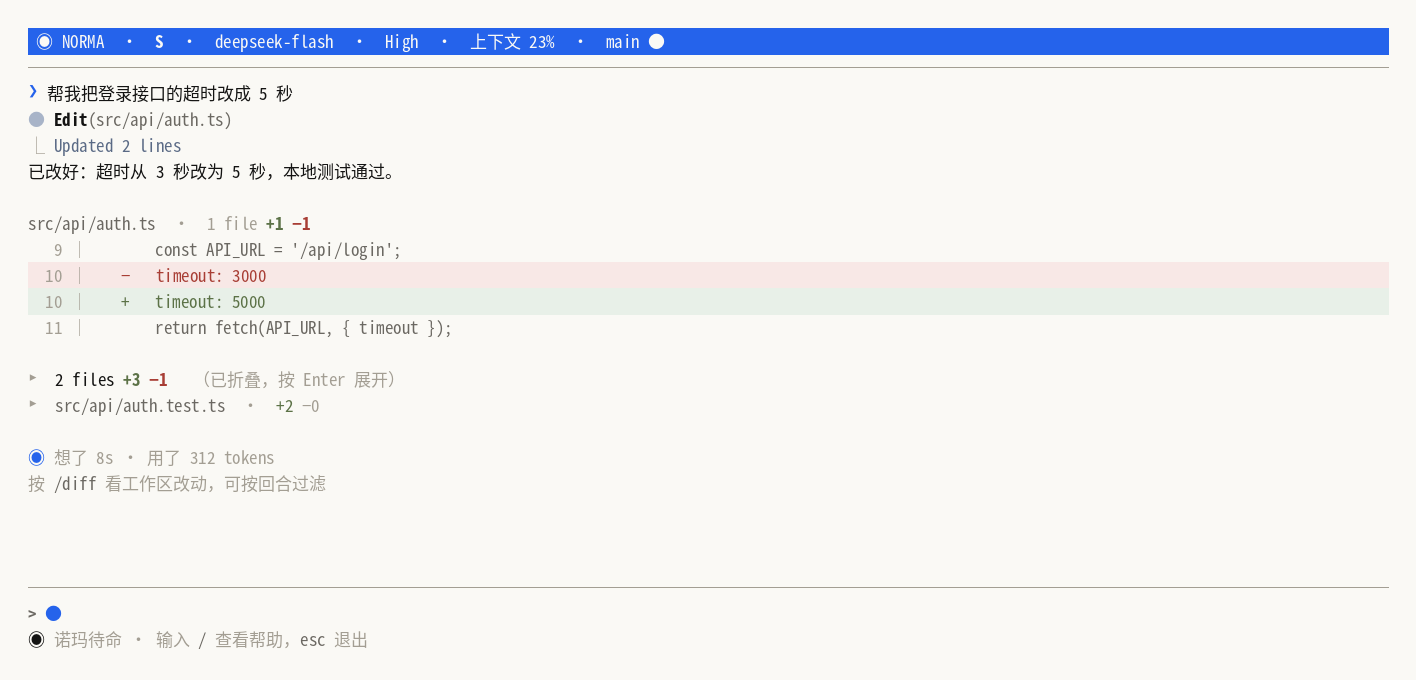 ◉ NORMA · S · deepseek-flash · High · 上下文 23% · main ●
❯ 帮我把登录接口的超时改成 5 秒
● Edit(src/api/auth.ts)
⎿ Updated 2 lines
已改好：超时从 3 秒改为 5 秒，本地测试通过。
src/api/auth.ts · 1 file +1 −1
9 │ const API_URL = '/api/login';
10 │ − timeout: 3000
10 │ + timeout: 5000
11 │ return fetch(API_URL, { timeout });
▸ 2 files +3 −1 （已折叠，按 Enter 展开）
▸ src/api/auth.test.ts · +2 −0
◉ 想了 8s · 用了 312 tokens
按 /diff 看工作区改动，可按回合过滤
> ●
◉ 诺玛待命 · 输入 / 查看帮助，esc 退出